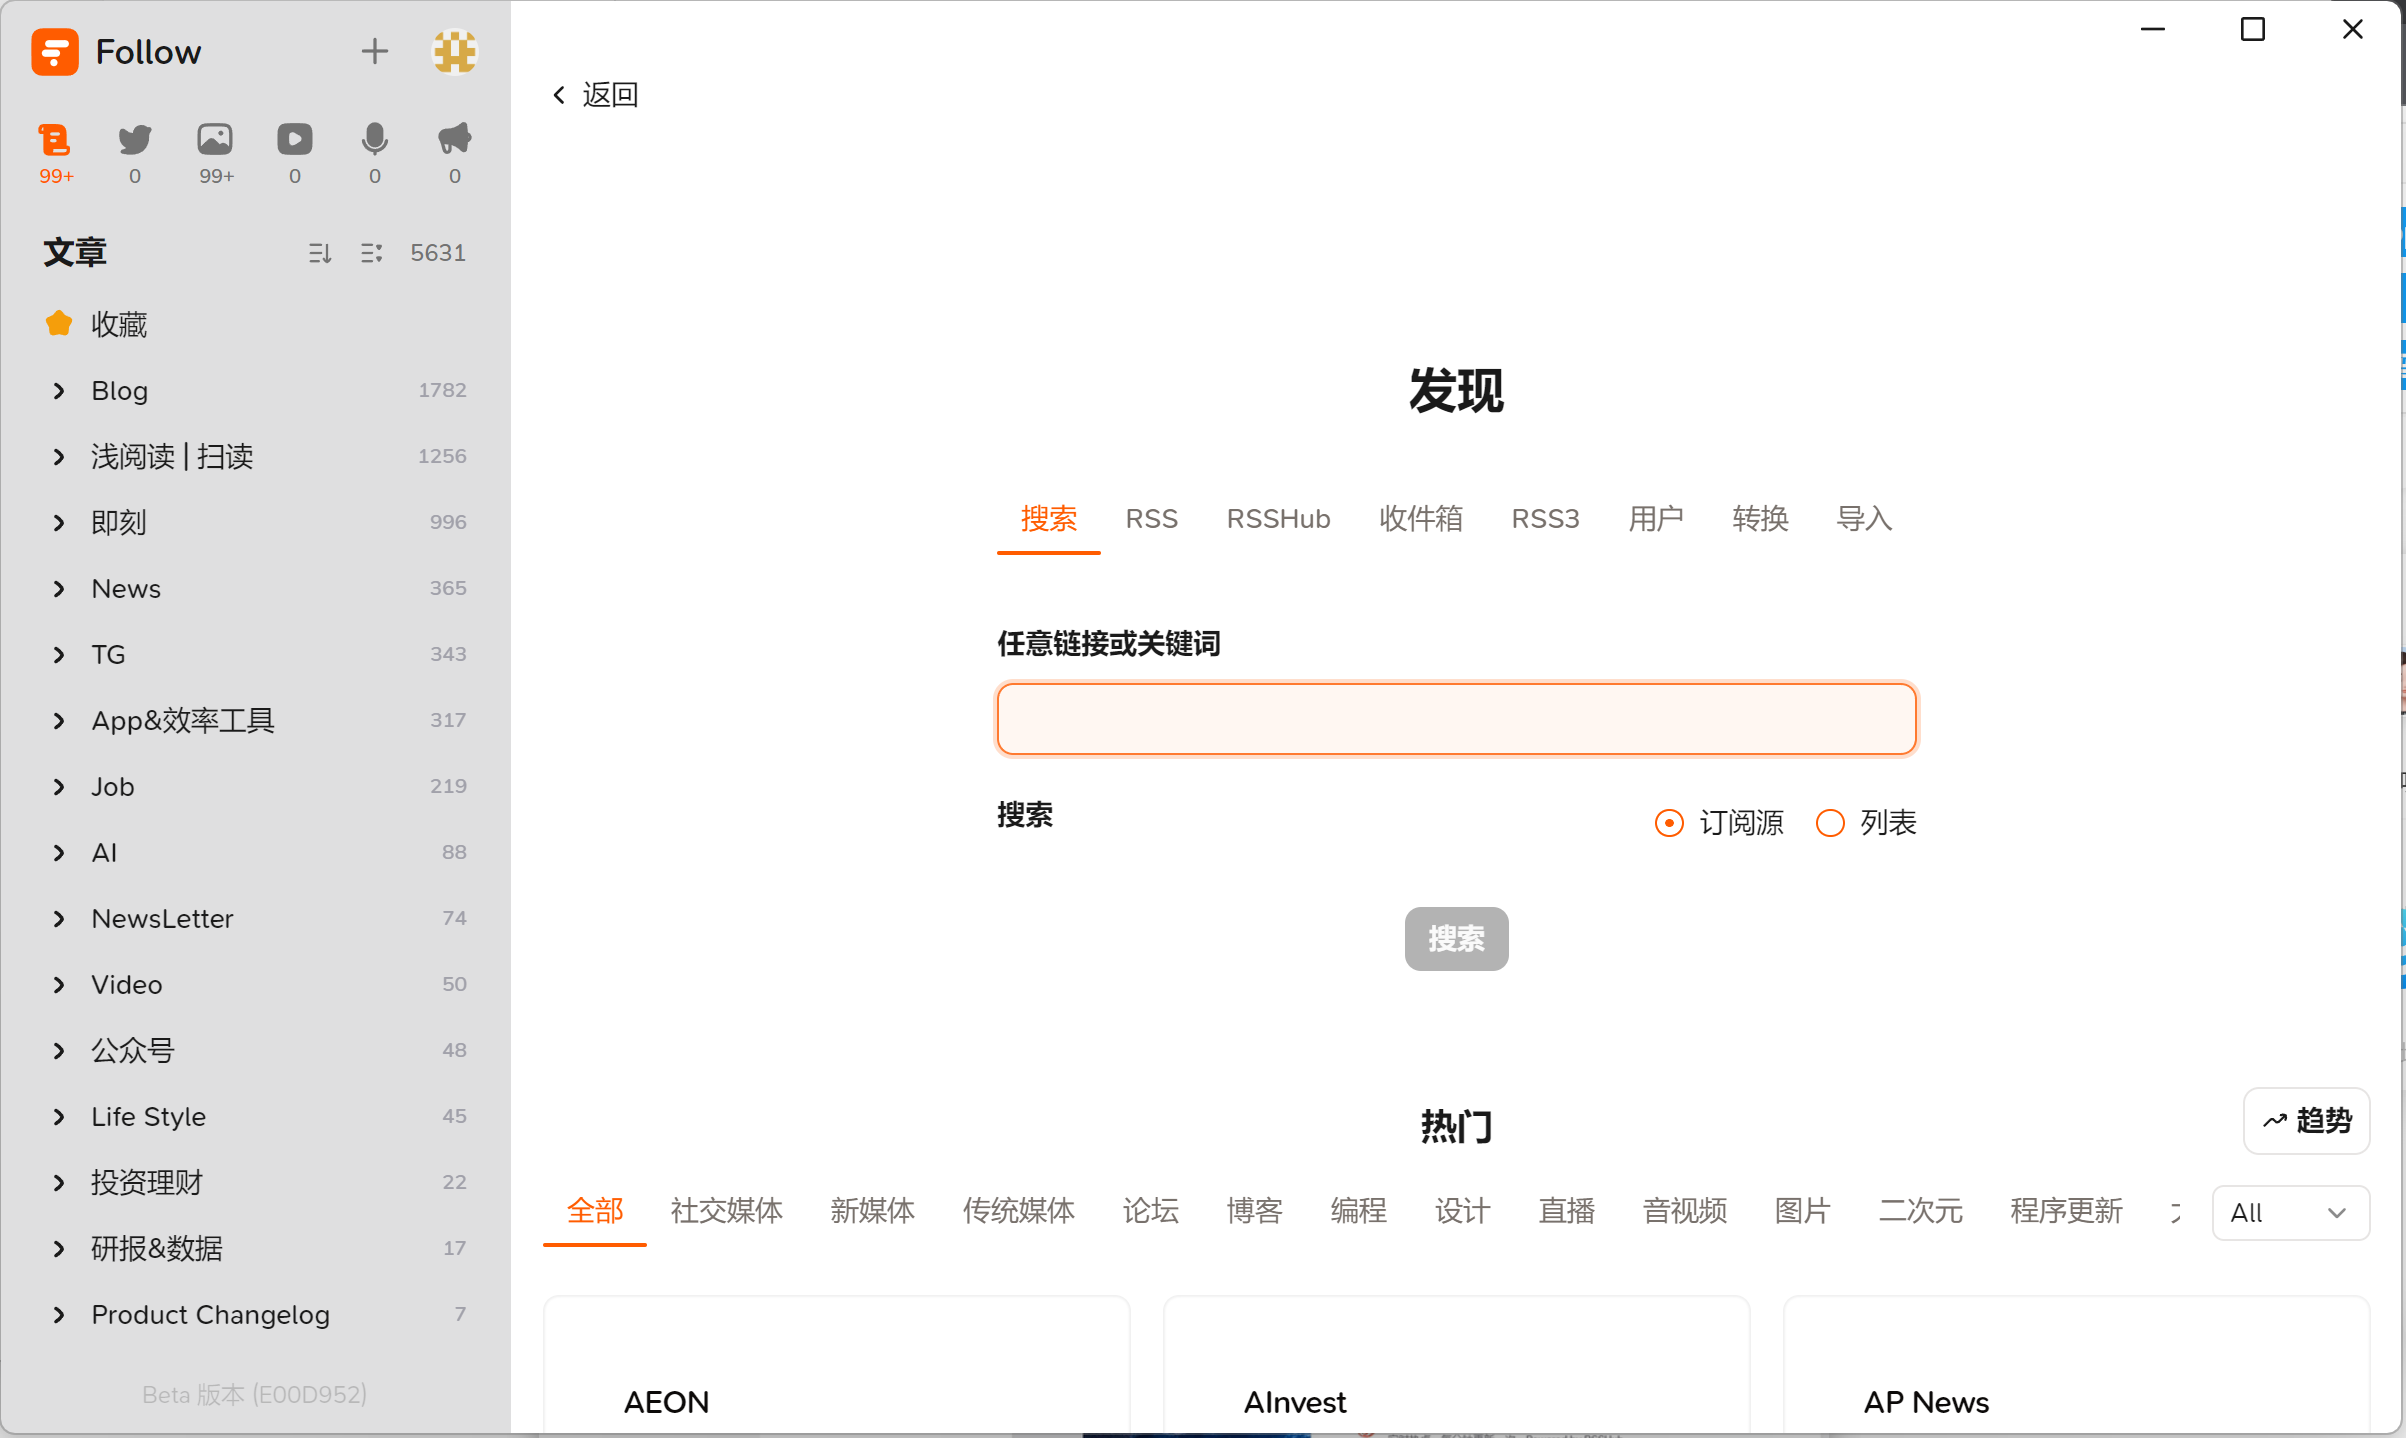 Follow
99+ 0 99+ 0 0 0
文章 5631
收藏
Blog 1782
浅阅读 | 扫读 1256
即刻 996
News 365
TG 343
App&效率工具 317
Job 219
AI 88
NewsLetter 74
Video 50
公众号 48
Life Style 45
投资理财 22
研报&数据 17
Product Changelog 7
Beta 版本 (E00D952)
返回
发现
搜索 RSS RSSHub 收件箱 RSS3 用户 转换 导入
任意链接或关键词
搜索 订阅源 列表
搜索
热门
趋势
全部 社交媒体 新媒体 传统媒体 论坛 博客 编程 设计 直播 音视频 图片 二次元 程序更新 All
AEON
AInvest
AP News